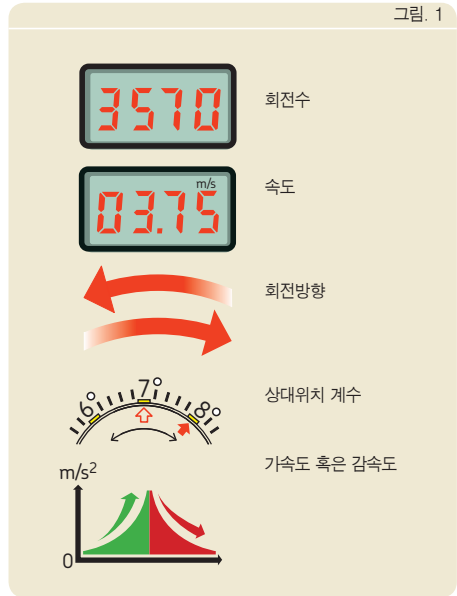 그림. 1
3570
회전수
m/s
03.75
속도
회전방향
6° 7° 8°
상대위치 계수
가속도 혹은 감속도
m/s²
0